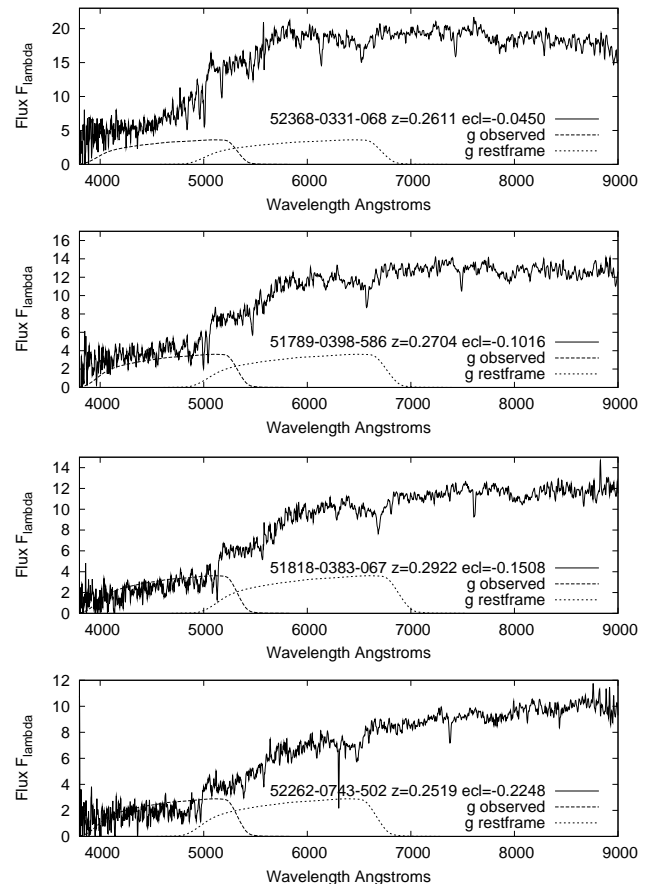 20
15
10
5
0
Flux F_lambda
52368-0331-068 z=0.2611 ecl=-0.0450
g observed
g restframe
4000 5000 6000 7000 8000 9000
Wavelength Angstroms
16
14
12
10
8
6
4
2
0
Flux F_lambda
51789-0398-586 z=0.2704 ecl=-0.1016
g observed
g restframe
4000 5000 6000 7000 8000 9000
Wavelength Angstroms
14
12
10
8
6
4
2
0
Flux F_lambda
51818-0383-067 z=0.2922 ecl=-0.1508
g observed
g restframe
4000 5000 6000 7000 8000 9000
Wavelength Angstroms
12
10
8
6
4
2
0
Flux F_lambda
52262-0743-502 z=0.2519 ecl=-0.2248
g observed
g restframe
4000 5000 6000 7000 8000 9000
Wavelength Angstroms